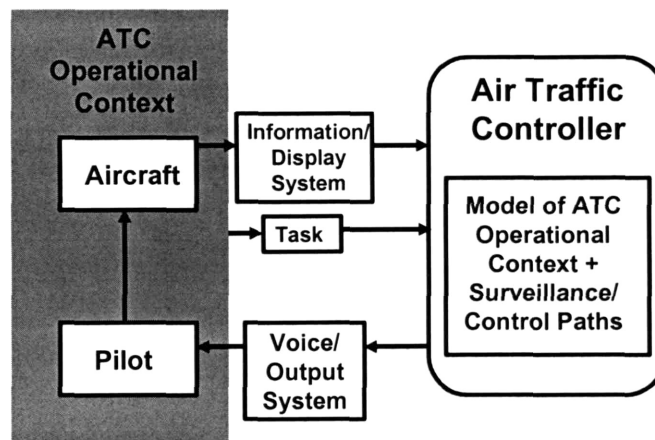 ATC
Operational
Context
Aircraft
Pilot
Information/
Display
System
Task
Voice/
Output
System
Air Traffic
Controller
Model of ATC
Operational
Context +
Surveillance/
Control Paths